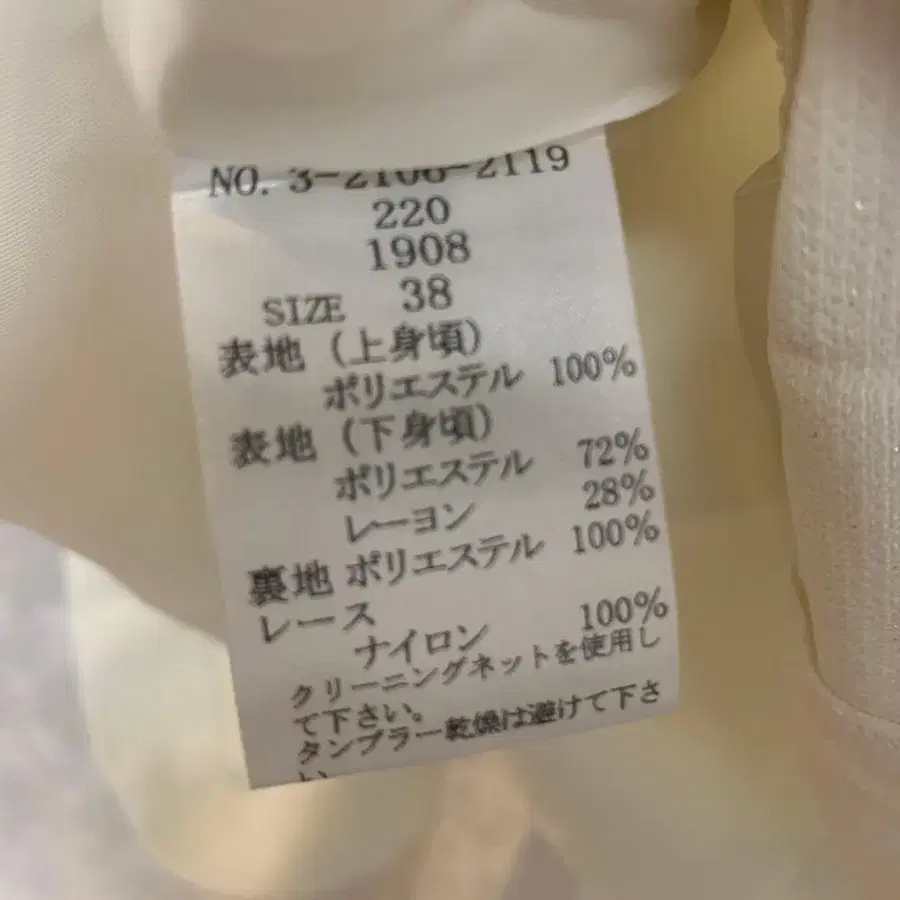 NO. 3-2106-2119
220
1908
SIZE 38
表地 (上身頃)
ポリエステル 100%
表地 (下身頃)
ポリエステル 72%
レーヨン 28%
裏地 ポリエステル 100%
レース
ナイロン 100%
クリーニングネットを使用し
て下さい。
タンブラー乾燥は避けて下さ
い